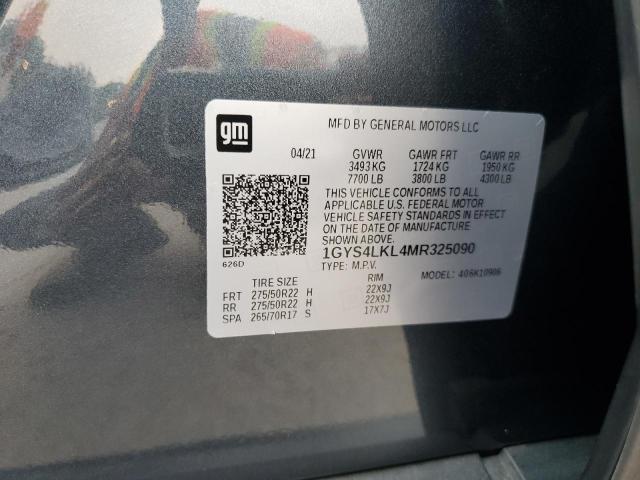 gm
MFD BY GENERAL MOTORS LLC
04/21 GVWR GAWR FRT GAWR RR
3493 KG 1724 KG 1950 KG
7700 LB 3800 LB 4300 LB
THIS VEHICLE CONFORMS TO ALL
APPLICABLE U.S. FEDERAL MOTOR
VEHICLE SAFETY STANDARDS IN EFFECT
ON THE DATE OF MANUFACTURE
SHOWN ABOVE.
1GYS4LKL4MR325090
626D
TYPE: M.P.V. MODEL: 4G6K10906
TIRE SIZE RIM
FRT 275/50R22 H 22X9J
RR 275/50R22 H 22X9J
SPA 265/70R17 S 17X7J